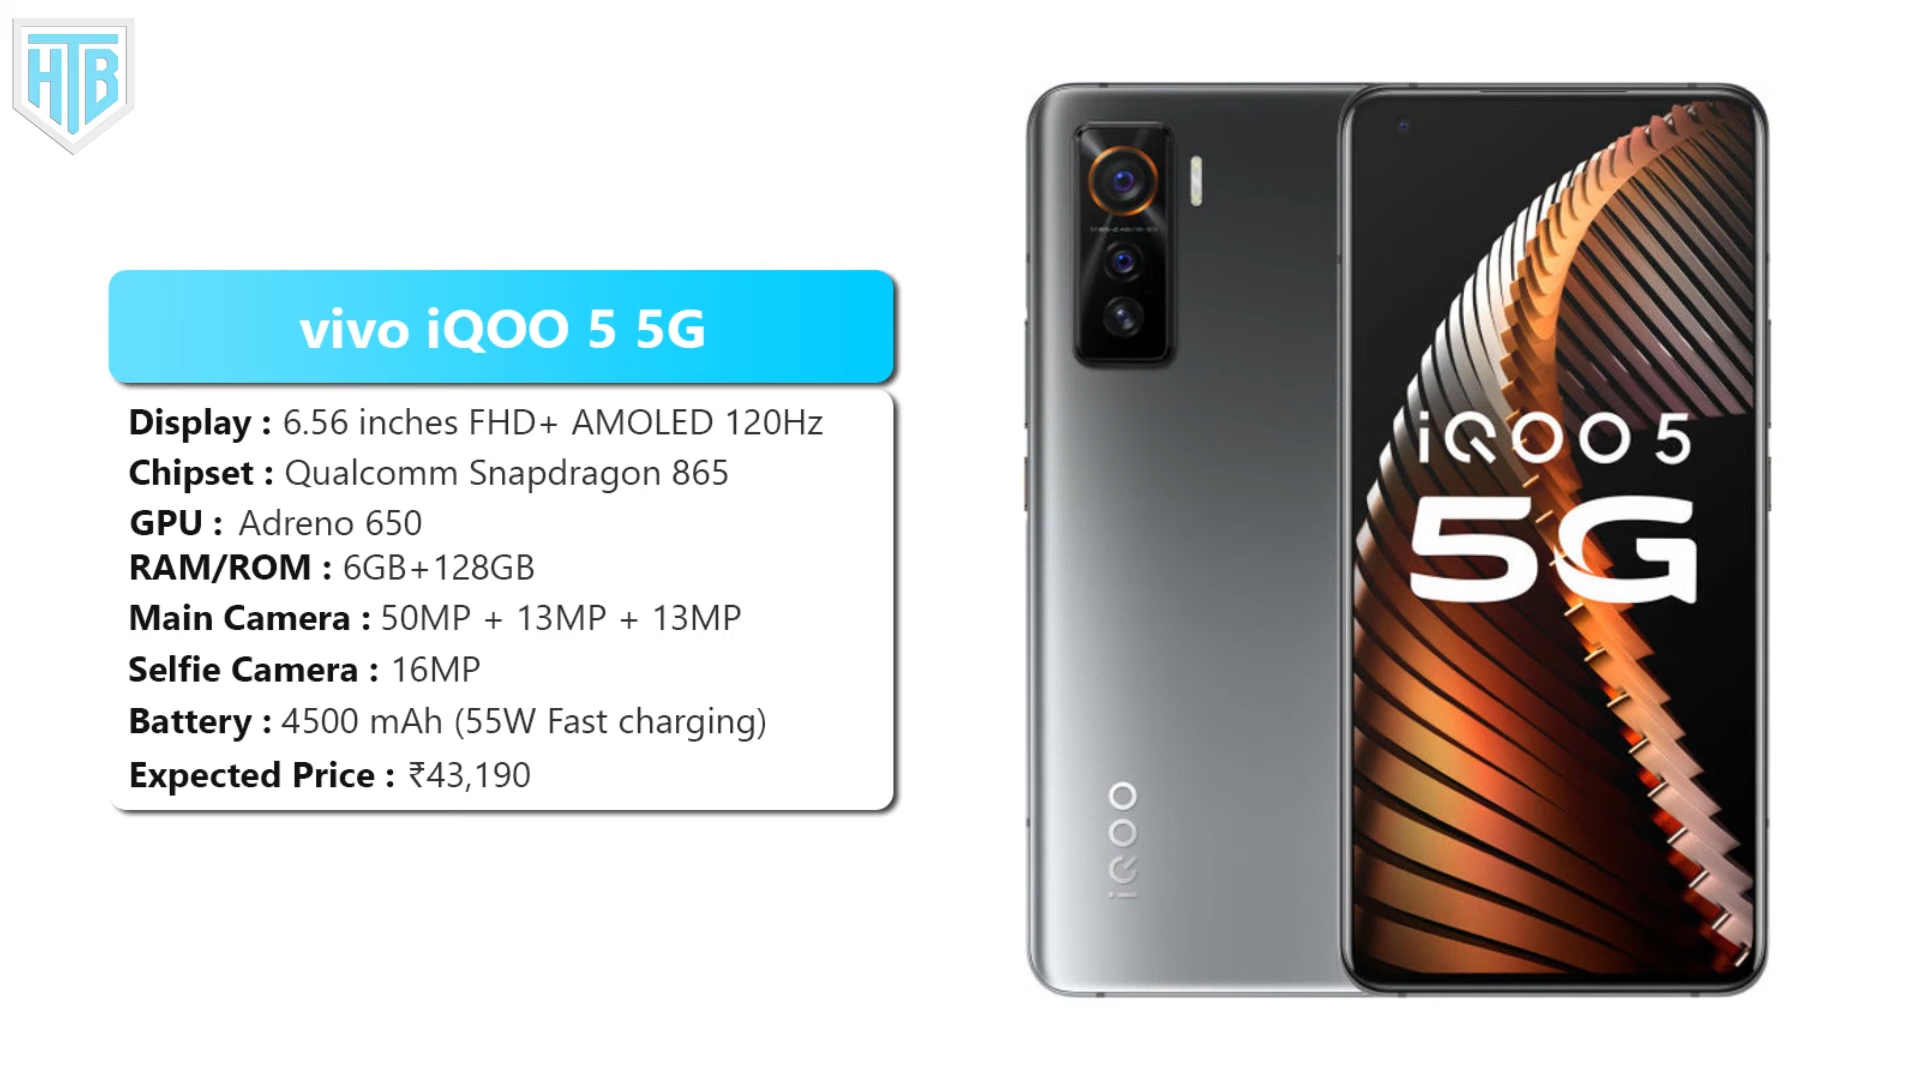 HTB
vivo iQOO 5 5G
Display : 6.56 inches FHD+ AMOLED 120Hz
Chipset : Qualcomm Snapdragon 865
GPU : Adreno 650
RAM/ROM : 6GB+128GB
Main Camera : 50MP + 13MP + 13MP
Selfie Camera : 16MP
Battery : 4500 mAh (55W Fast charging)
Expected Price : ₹43,190
iQOO
iQOO 5
5G